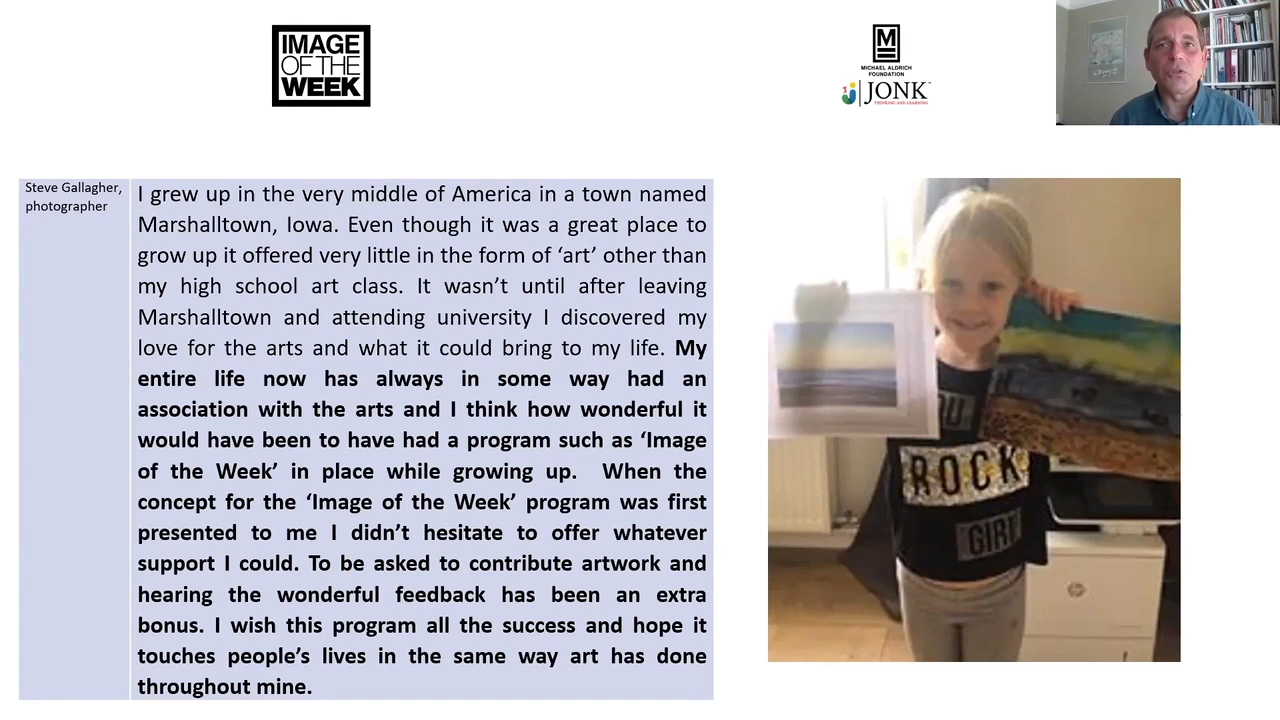 IMAGE
OF THE
WEEK
M
MICHAEL ALDRICH
FOUNDATION
JONK™
THINKING AND LEARNING
Steve Gallagher,
photographer
I grew up in the very middle of America in a town named
Marshalltown, Iowa. Even though it was a great place to
grow up it offered very little in the form of ‘art’ other than
my high school art class. It wasn’t until after leaving
Marshalltown and attending university I discovered my
love for the arts and what it could bring to my life. My
entire life now has always in some way had an
association with the arts and I think how wonderful it
would have been to have had a program such as ‘Image
of the Week’ in place while growing up.  When the
concept for the ‘Image of the Week’ program was first
presented to me I didn’t hesitate to offer whatever
support I could. To be asked to contribute artwork and
hearing the wonderful feedback has been an extra
bonus. I wish this program all the success and hope it
touches people’s lives in the same way art has done
throughout mine.
ROCK
GIRL
hp